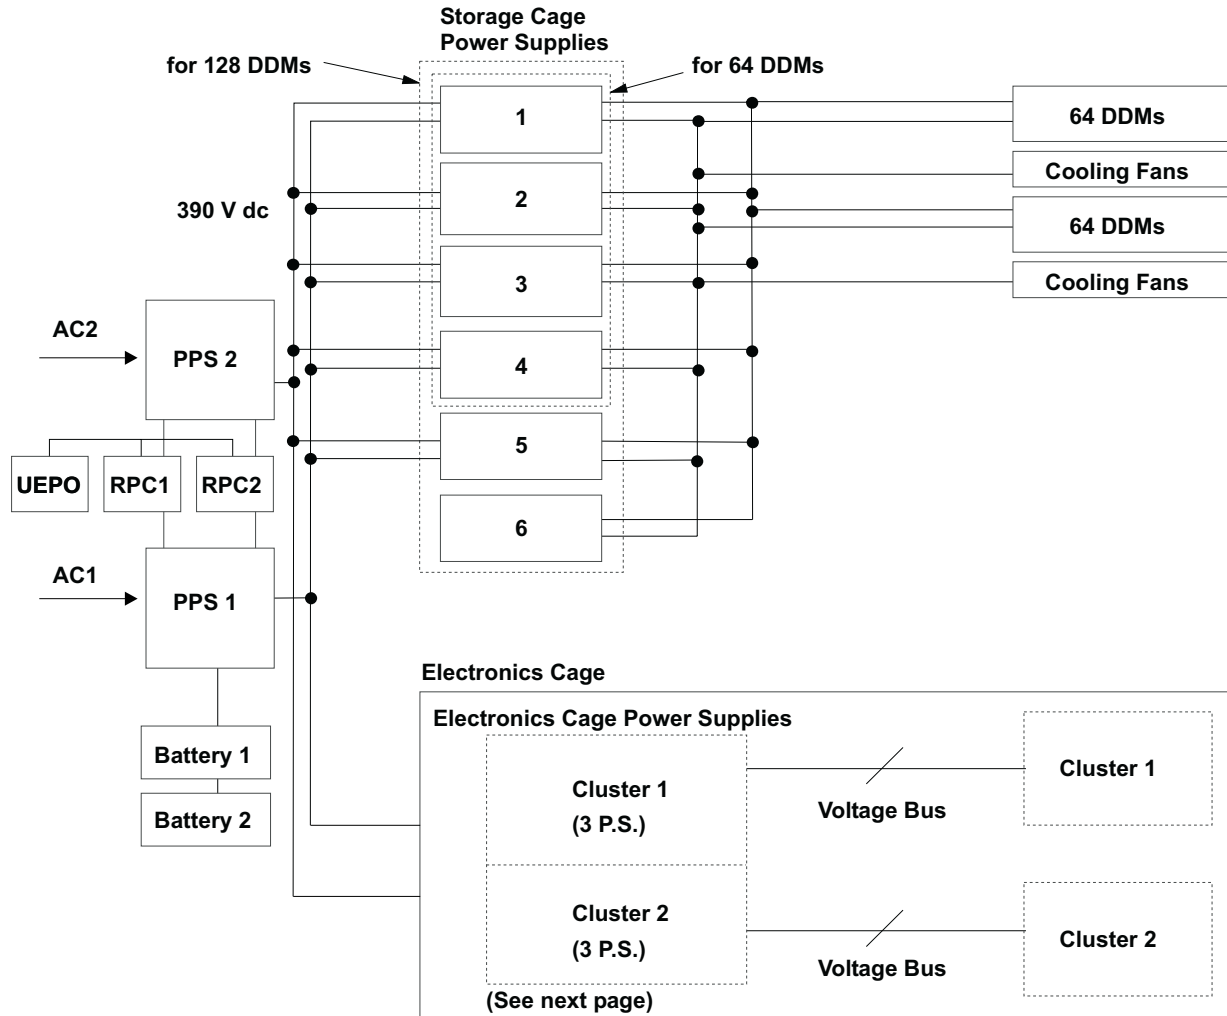 Storage Cage
Power Supplies
for 128 DDMs
for 64 DDMs
1
64 DDMs
Cooling Fans
2
390 V dc
64 DDMs
3
Cooling Fans
AC2
PPS 2
4
5
UEPO
RPC1
RPC2
6
AC1
PPS 1
Electronics Cage
Electronics Cage Power Supplies
Battery 1
Battery 2
Cluster 1
(3 P.S.)
Voltage Bus
Cluster 1
Cluster 2
(3 P.S.)
Voltage Bus
Cluster 2
(See next page)